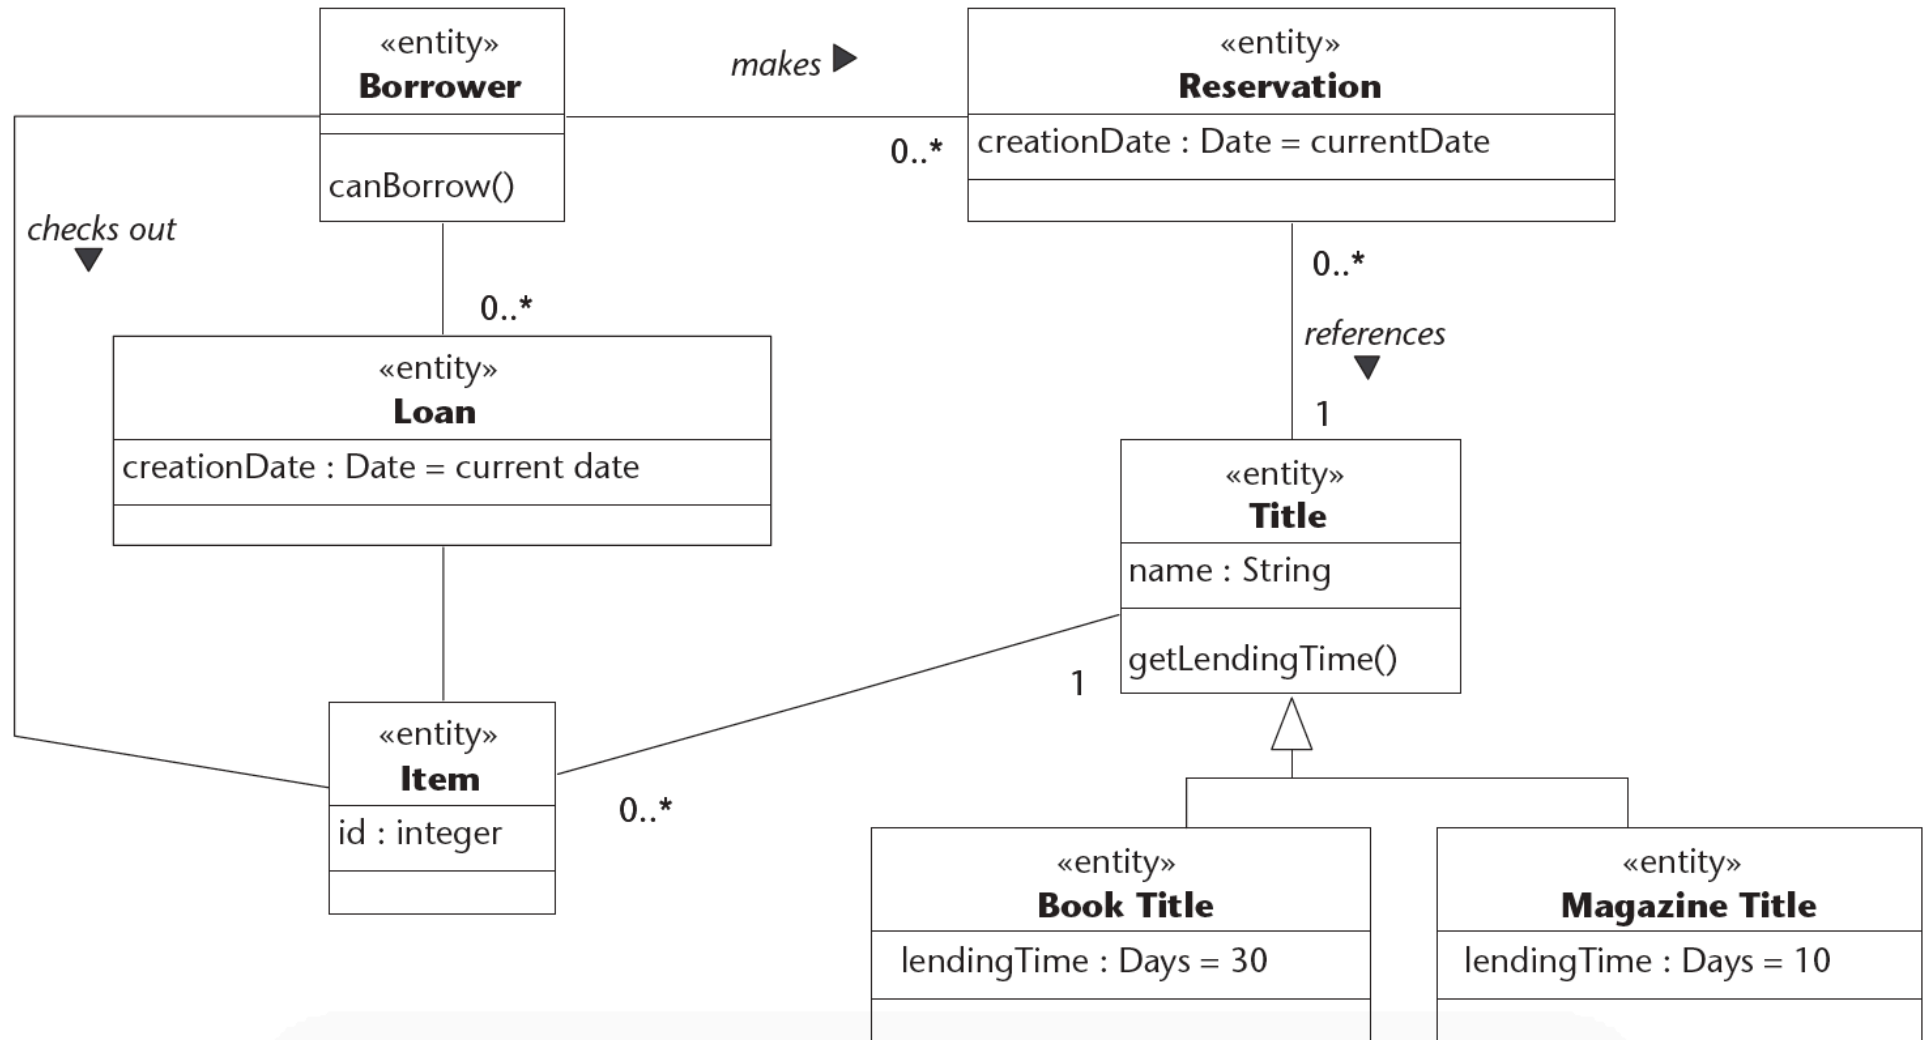 «entity»
Borrower
canBorrow()
makes
0..*
«entity»
Reservation
creationDate : Date = currentDate
checks out
0..*
0..*
references
1
«entity»
Loan
creationDate : Date = current date
«entity»
Title
name : String
getLendingTime()
1
0..*
«entity»
Item
id : integer
«entity»
Book Title
lendingTime : Days = 30
«entity»
Magazine Title
lendingTime : Days = 10